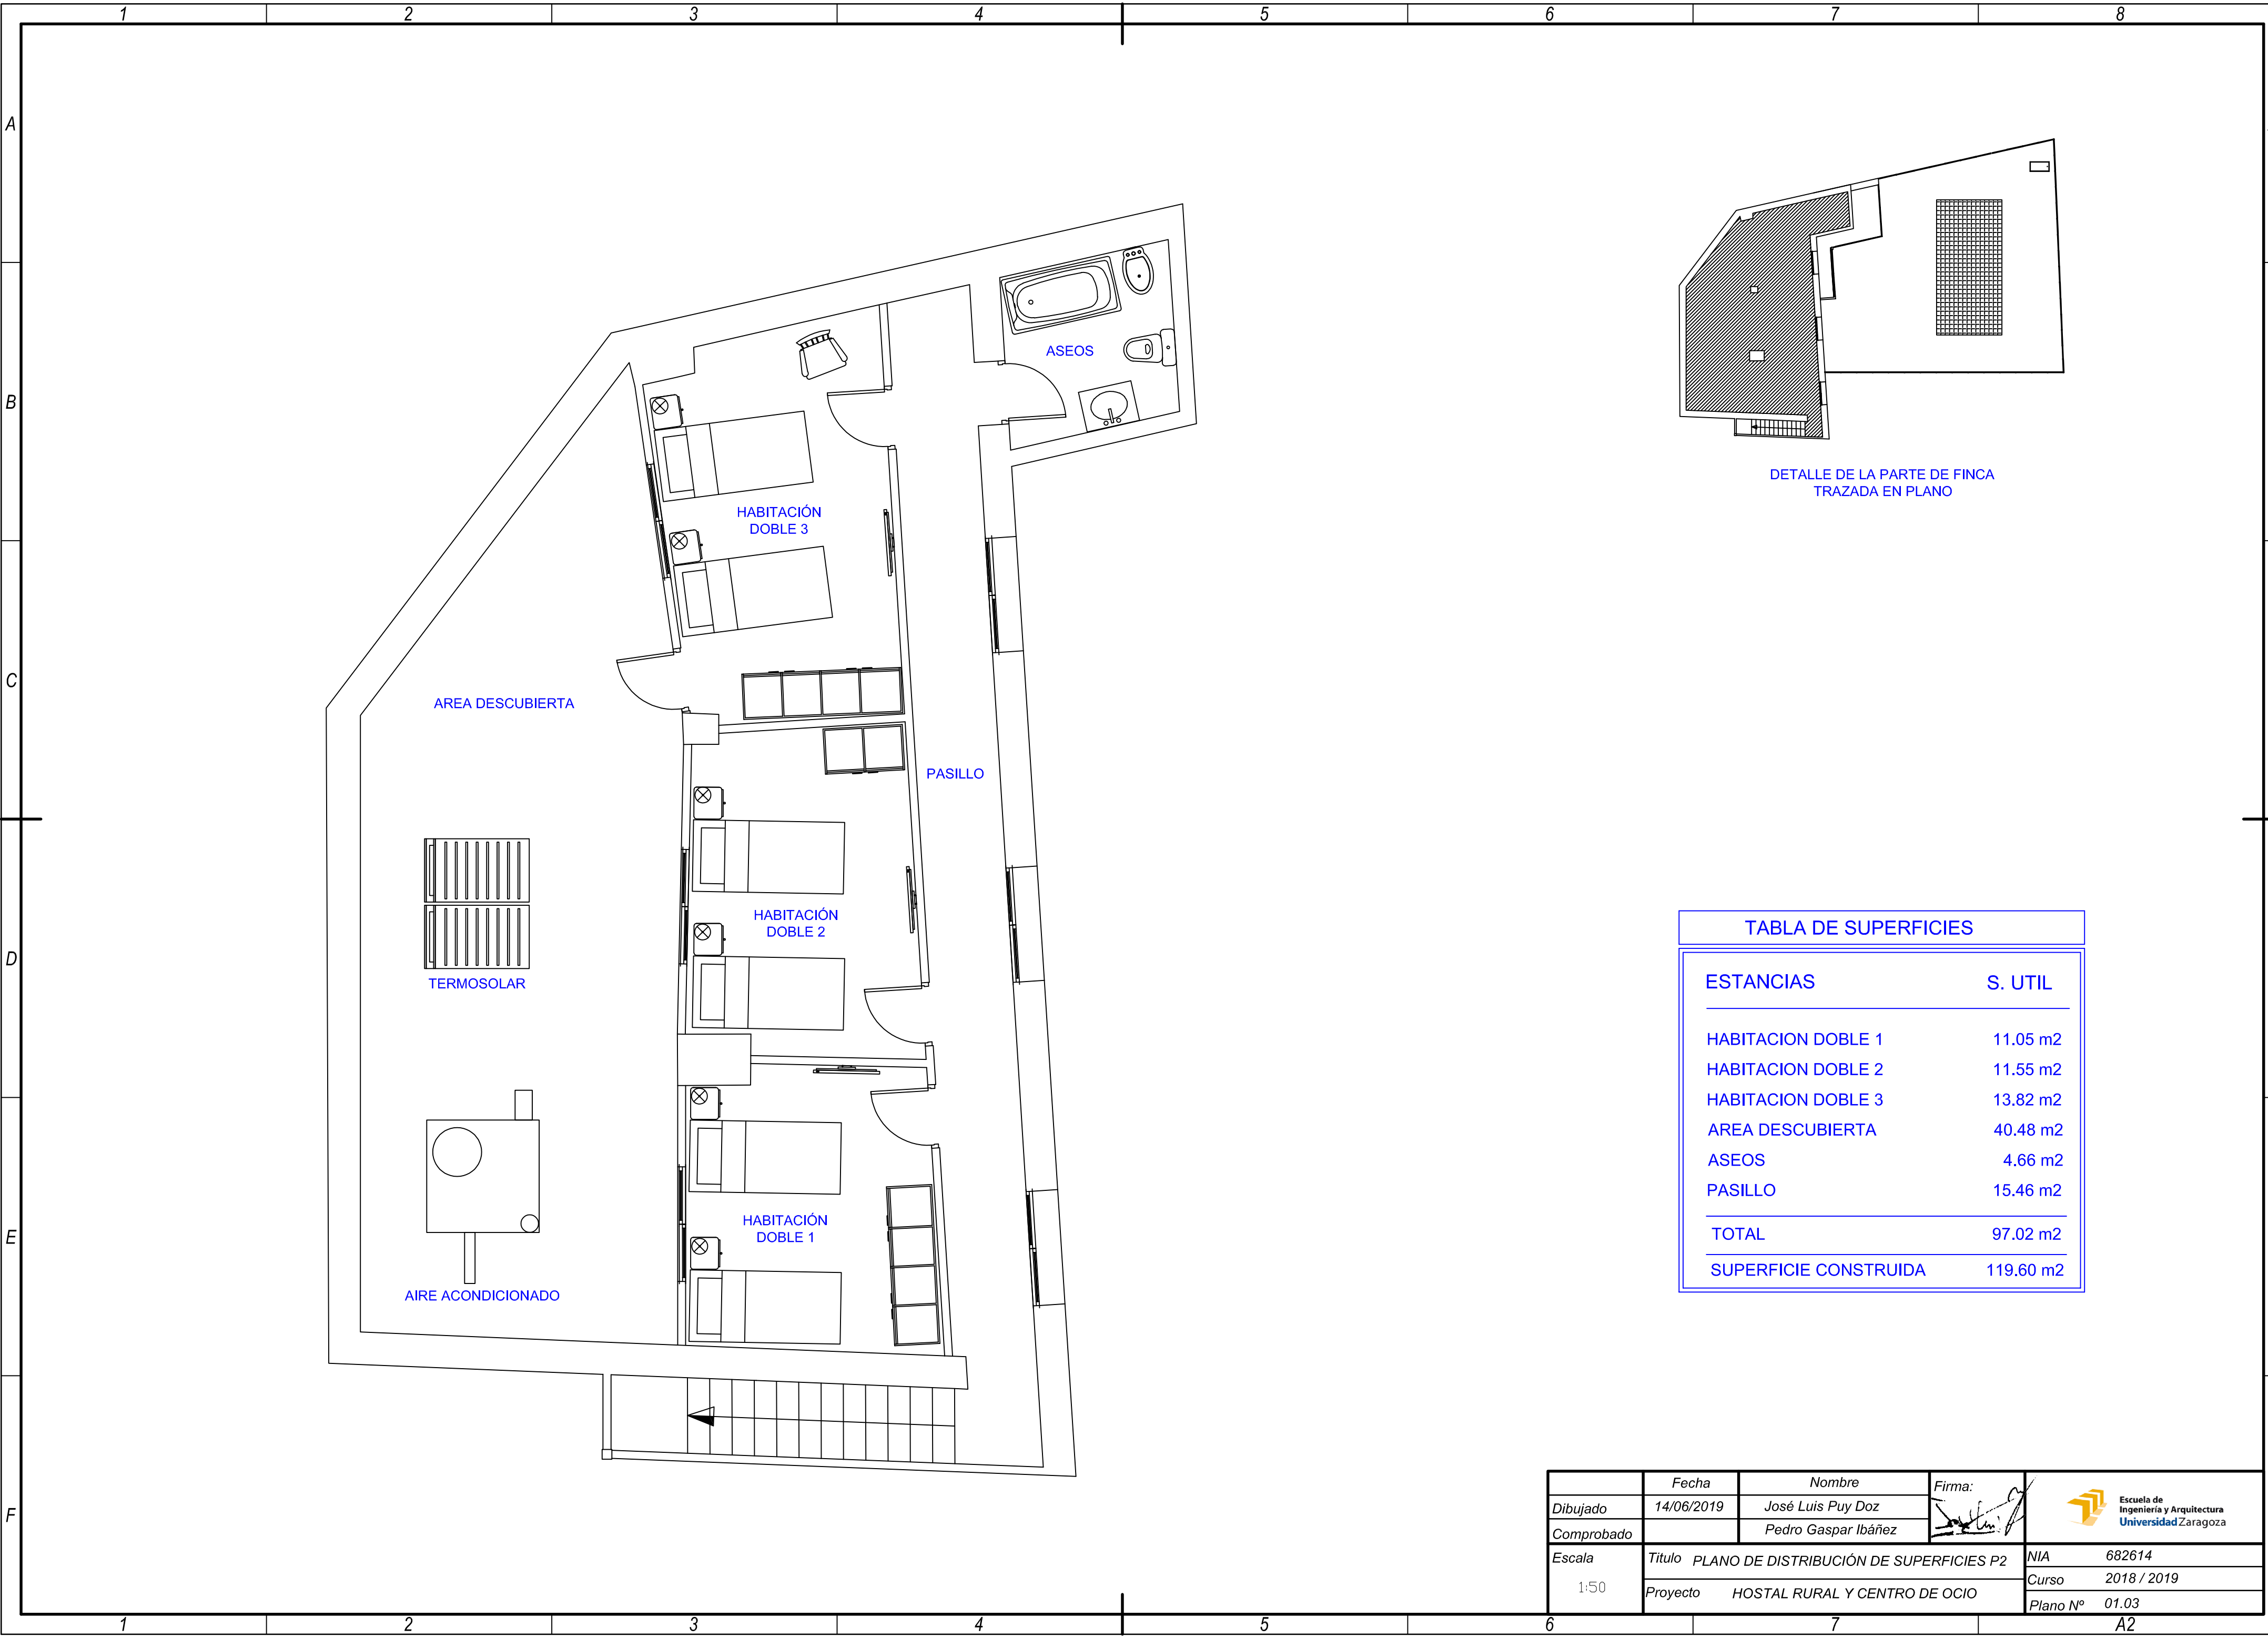 1 2 3 4 5 6 7 8
A
B
C
D
E
F
ASEOS
HABITACIÓN
DOBLE 3
AREA DESCUBIERTA
PASILLO
HABITACIÓN
DOBLE 2
TERMOSOLAR
HABITACIÓN
DOBLE 1
AIRE ACONDICIONADO
DETALLE DE LA PARTE DE FINCA
TRAZADA EN PLANO
TABLA DE SUPERFICIES
ESTANCIAS S. UTIL
HABITACION DOBLE 1 11.05 m2
HABITACION DOBLE 2 11.55 m2
HABITACION DOBLE 3 13.82 m2
AREA DESCUBIERTA 40.48 m2
ASEOS 4.66 m2
PASILLO 15.46 m2
TOTAL 97.02 m2
SUPERFICIE CONSTRUIDA 119.60 m2
Fecha Nombre Firma:
Dibujado 14/06/2019 José Luis Puy Doz
Comprobado Pedro Gaspar Ibáñez
Escuela de
Ingeniería y Arquitectura
Universidad Zaragoza
Escala
1:50
Titulo PLANO DE DISTRIBUCIÓN DE SUPERFICIES P2
Proyecto HOSTAL RURAL Y CENTRO DE OCIO
NIA 682614
Curso 2018 / 2019
Plano Nº 01.03
1 2 3 4 5 6 7 A2